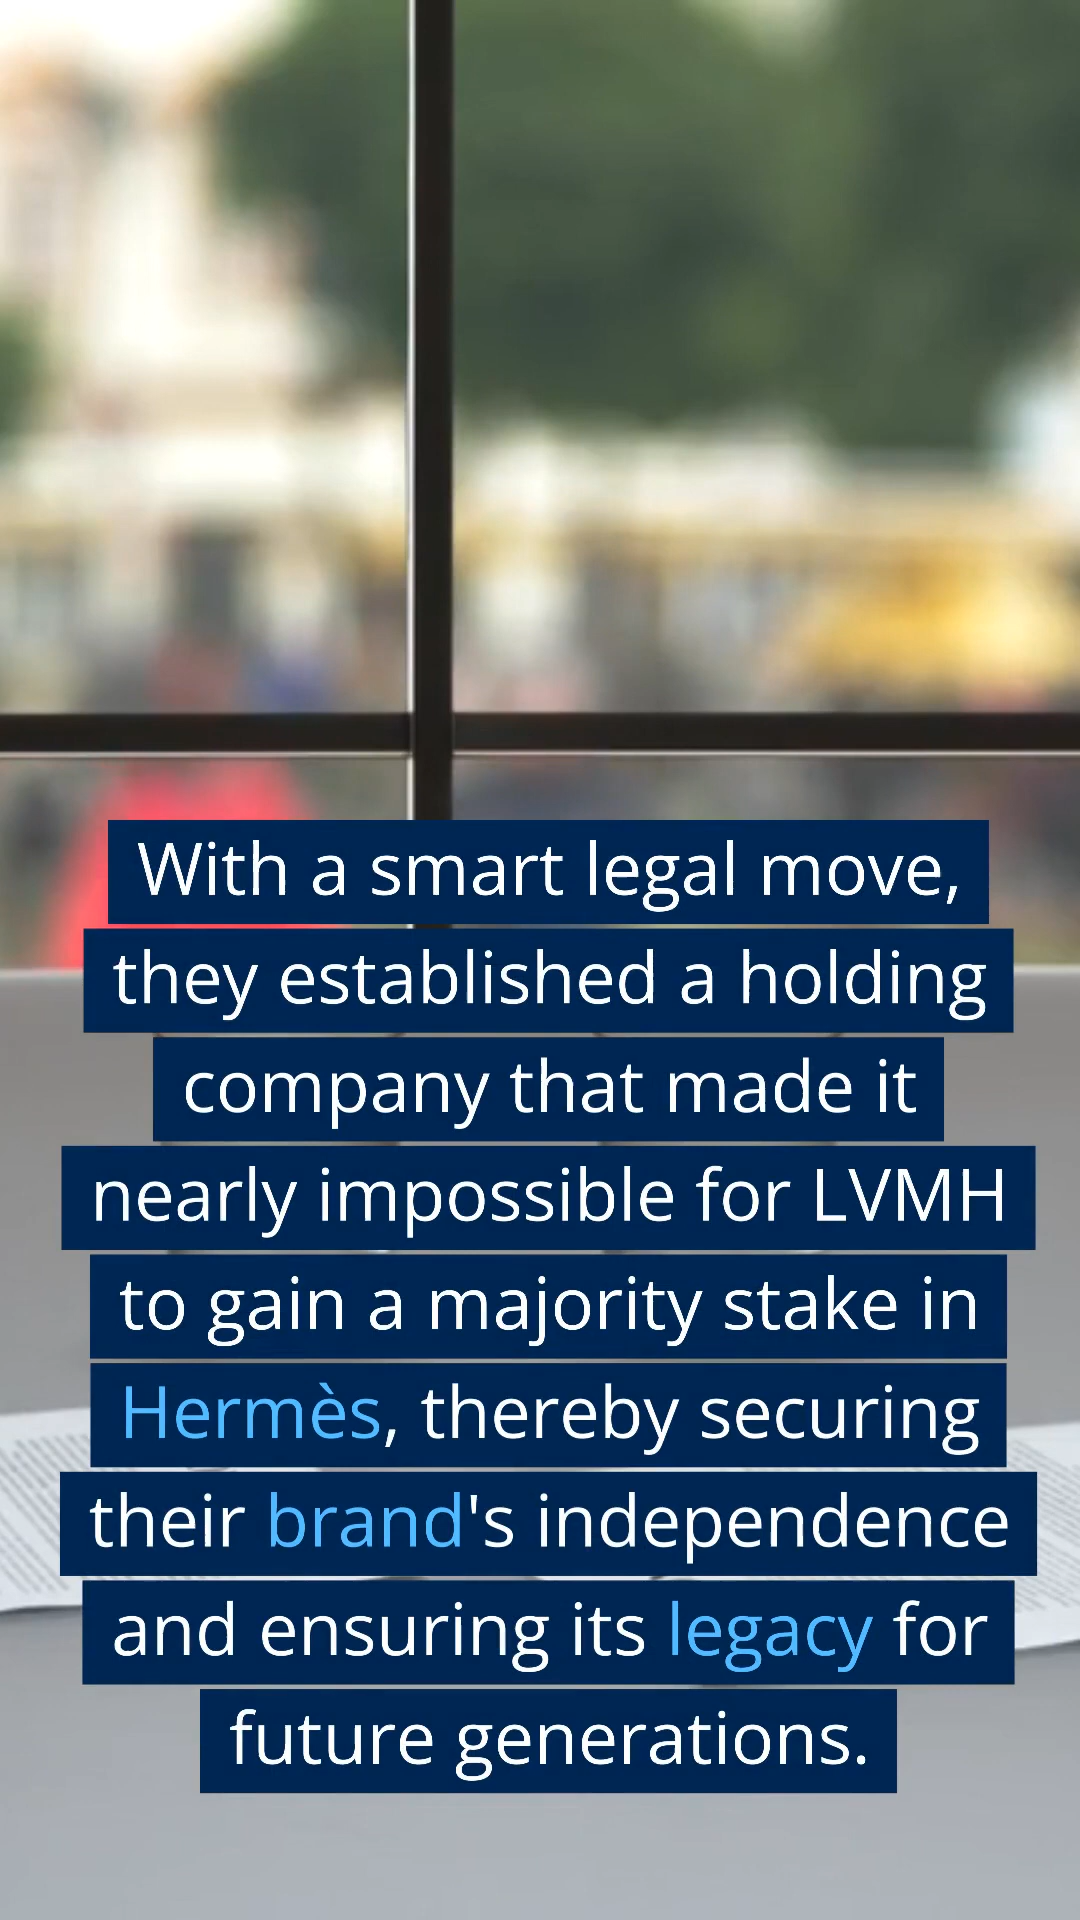 With a smart legal move,
they established a holding
company that made it
nearly impossible for LVMH
to gain a majority stake in
Hermès, thereby securing
their brand's independence
and ensuring its legacy for
future generations.